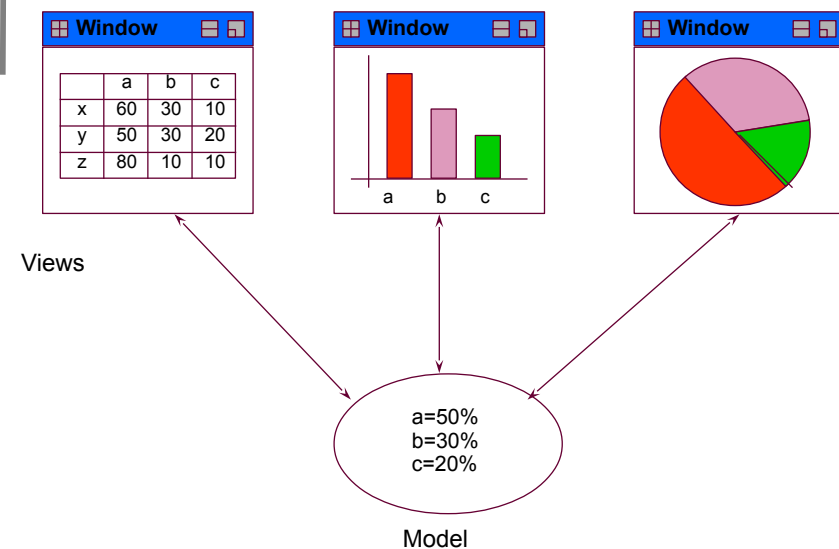 Window
a b c
x 60 30 10
y 50 30 20
z 80 10 10
Window
a b c
Window
Views
a=50%
b=30%
c=20%
Model